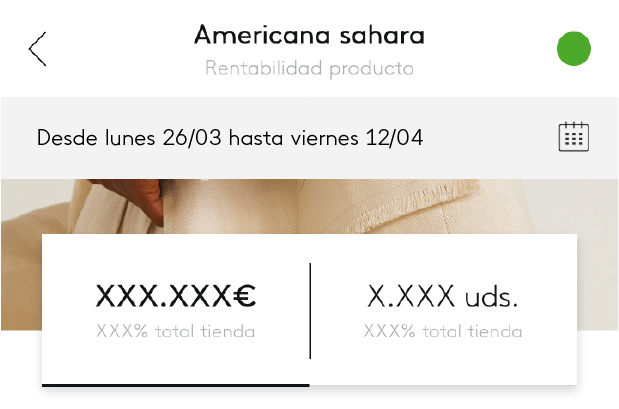 Americana sahara
Rentabilidad producto
Desde lunes 26/03 hasta viernes 12/04
XXX.XXX€
X.XXX uds.
XXX% total tienda
XXX% total tienda